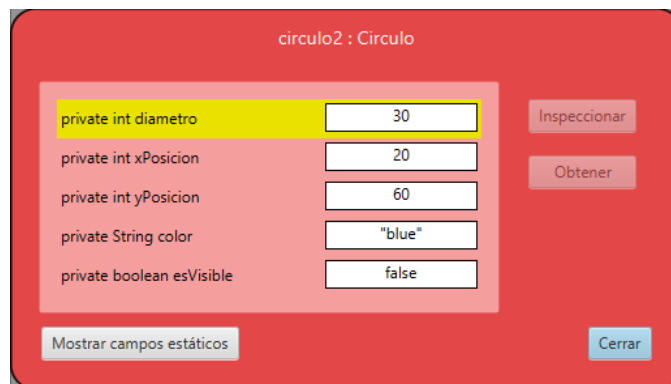 circulo2 : Circulo
private int diametro 30
private int xPosicion 20
private int yPosicion 60
private String color "blue"
private boolean esVisible false
Inspeccionar
Obtener
Mostrar campos estáticos
Cerrar